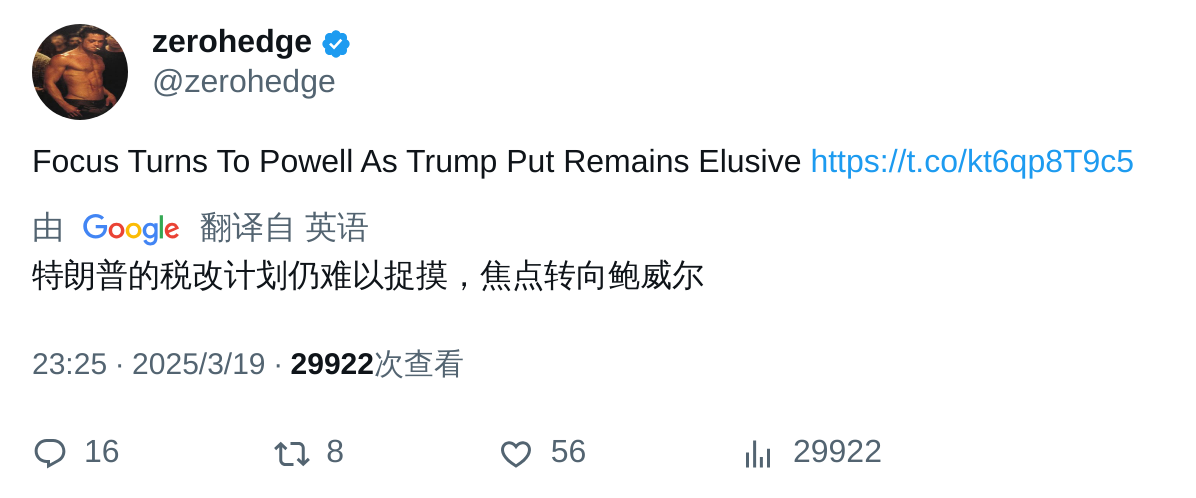 zerohedge
@zerohedge
Focus Turns To Powell As Trump Put Remains Elusive https://t.co/kt6qp8T9c5
由 Google 翻译自 英语
特朗普的税改计划仍难以捉摸，焦点转向鲍威尔
23:25 · 2025/3/19 · 29922次查看
16 8 56 29922